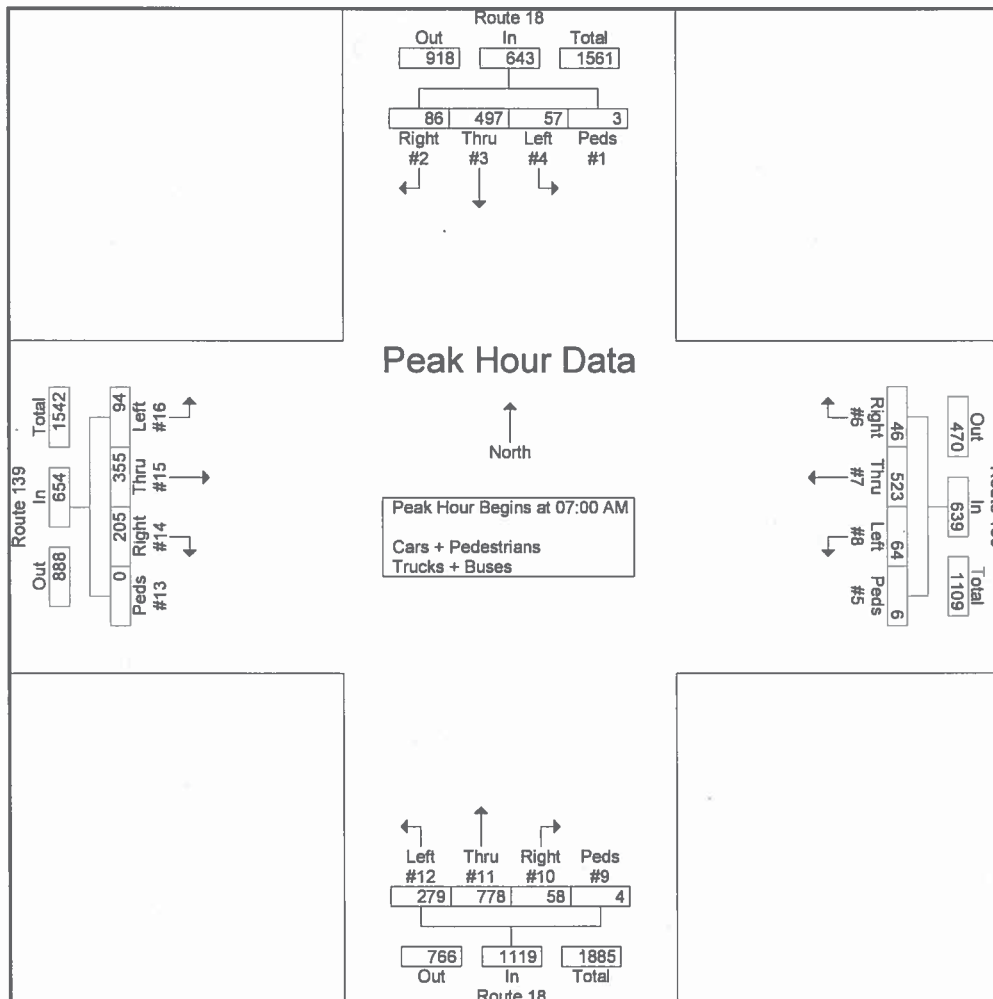 Route 18
Out In Total
918 643 1561
86 497 57 3
Right Thru Left Peds
#2 #3 #4 #1
Peak Hour Data
North
Peak Hour Begins at 07:00 AM
Cars + Pedestrians
Trucks + Buses
Route 139
Total In Out
1542 654 888
94 355 205 0
Left Thru Right Peds
#16 #15 #14 #13
Out In Total
470 639 1109
46 523 64 6
Right Thru Left Peds
#6 #7 #8 #5
Left Thru Right Peds
#12 #11 #10 #9
279 778 58 4
766 1119 1885
Out In Total
Route 18